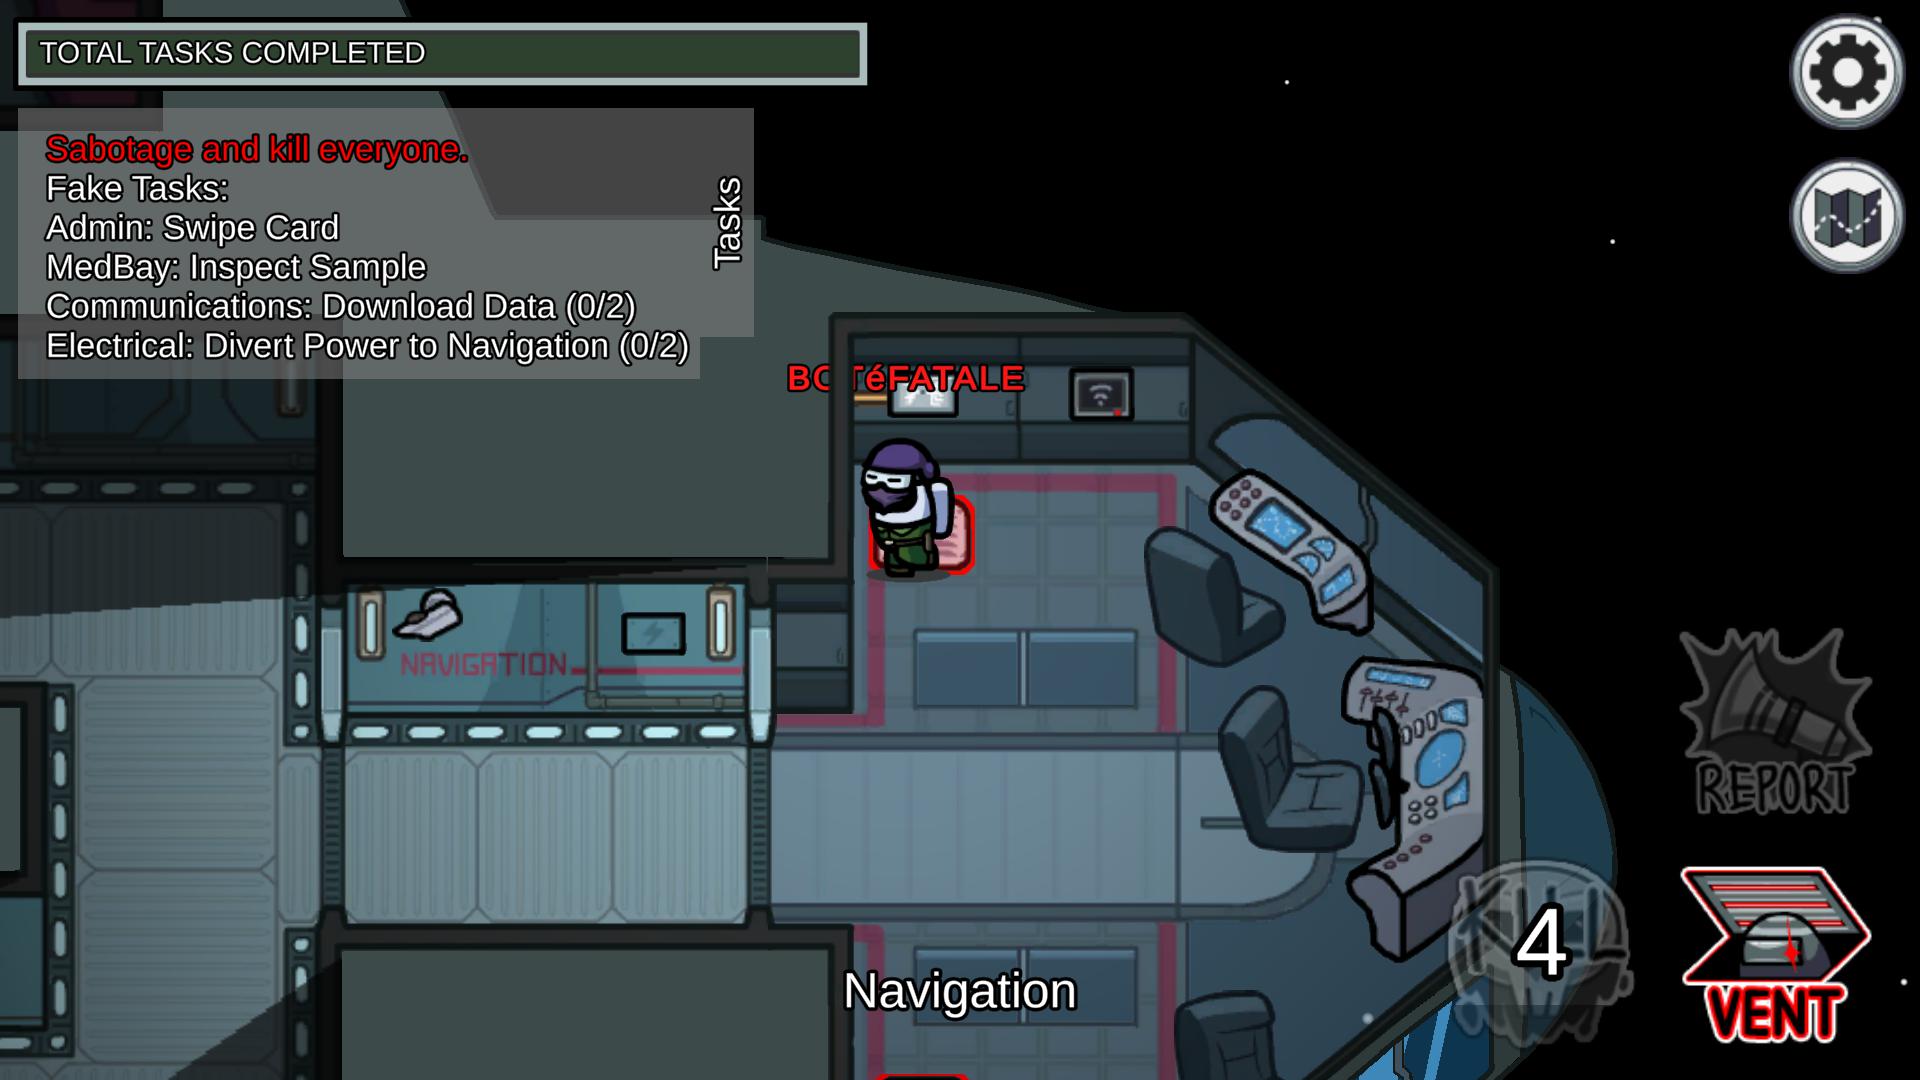 TOTAL TASKS COMPLETED
Sabotage and kill everyone.
Fake Tasks:
Admin: Swipe Card
MedBay: Inspect Sample
Communications: Download Data (0/2)
Electrical: Divert Power to Navigation (0/2)
Tasks
NAVIGATION
REPORT
KILL
4
VENT
Navigation